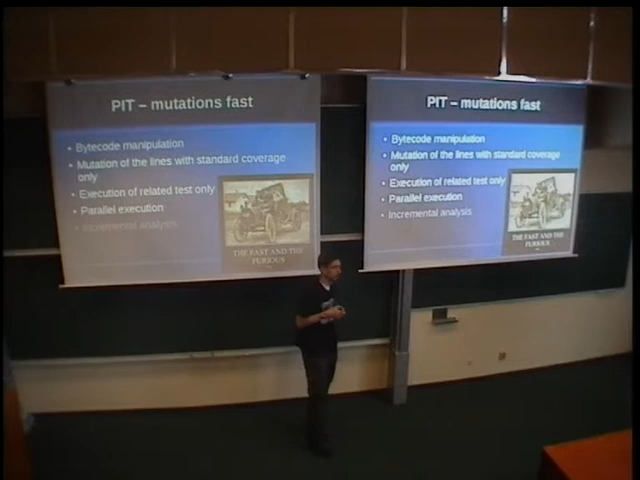 PIT – mutations fast
• Bytecode manipulation
• Mutation of the lines with standard coverage
only
• Execution of related test only
• Parallel execution
• Incremental analysis
THE FAST AND THE
FURIOUS
PIT – mutations fast
• Bytecode manipulation
• Mutation of the lines with standard coverage
only
• Execution of related test only
• Parallel execution
• Incremental analysis
THE FAST AND THE
FURIOUS